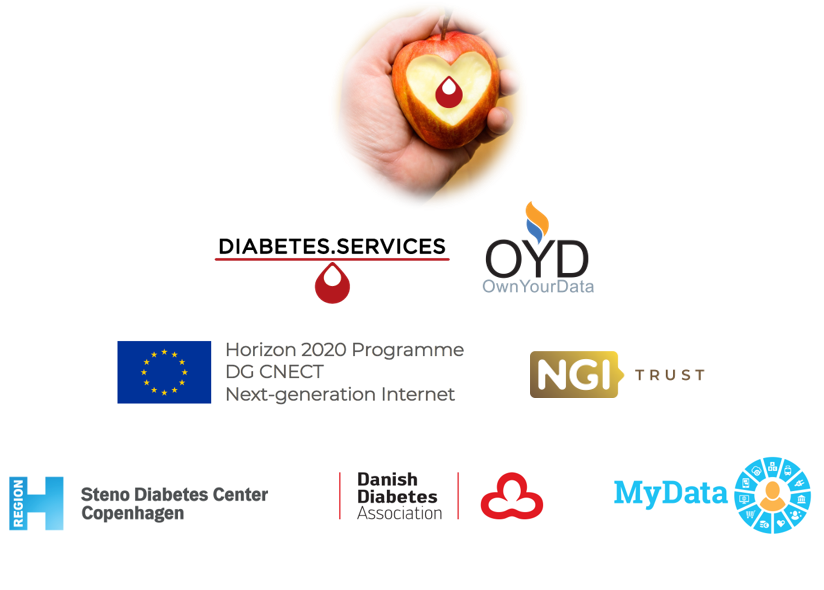 DIABETES.SERVICES
OYD
OwnYourData
Horizon 2020 Programme
DG CNECT
Next-generation Internet
NGI TRUST
REGION
H
Steno Diabetes Center
Copenhagen
Danish
Diabetes
Association
MyData